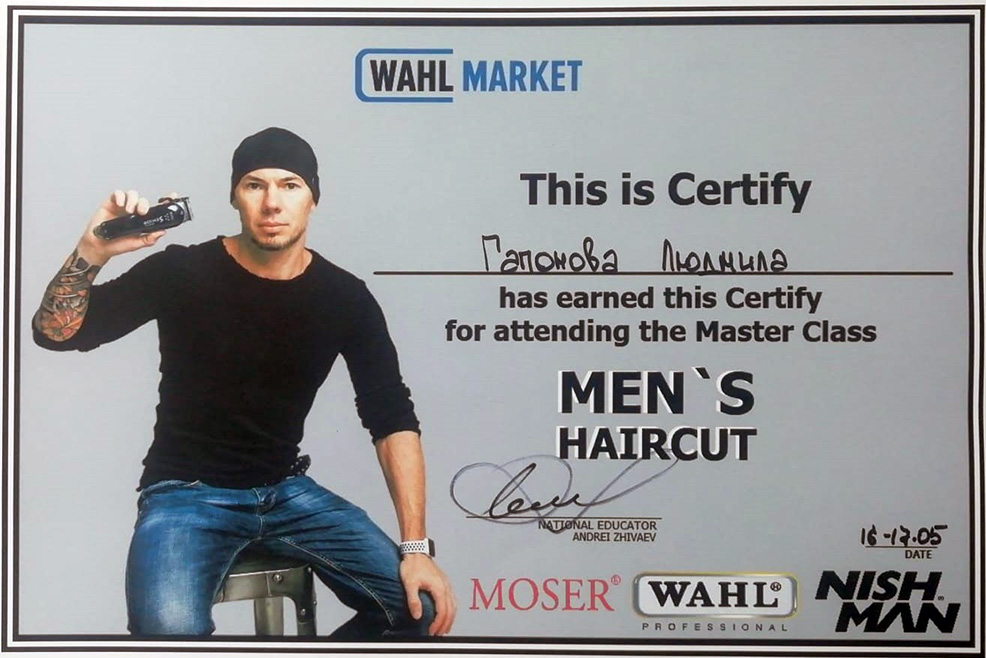 WAHL MARKET
This is Certify
Гапонова Людмила
has earned this Certify
for attending the Master Class
MEN`S
HAIRCUT
NATIONAL EDUCATOR
ANDREI ZHIVAEV
16-17.05
DATE
MOSER®
WAHL®
PROFESSIONAL
NISH
MAN®